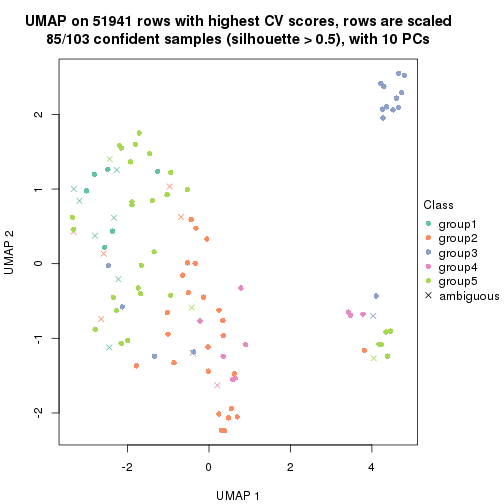 UMAP on 51941 rows with highest CV scores, rows are scaled
85/103 confident samples (silhouette > 0.5), with 10 PCs
2
1
0
-1
-2
UMAP 2
-2
0
2
4
UMAP 1
Class
group1
group2
group3
group4
group5
ambiguous